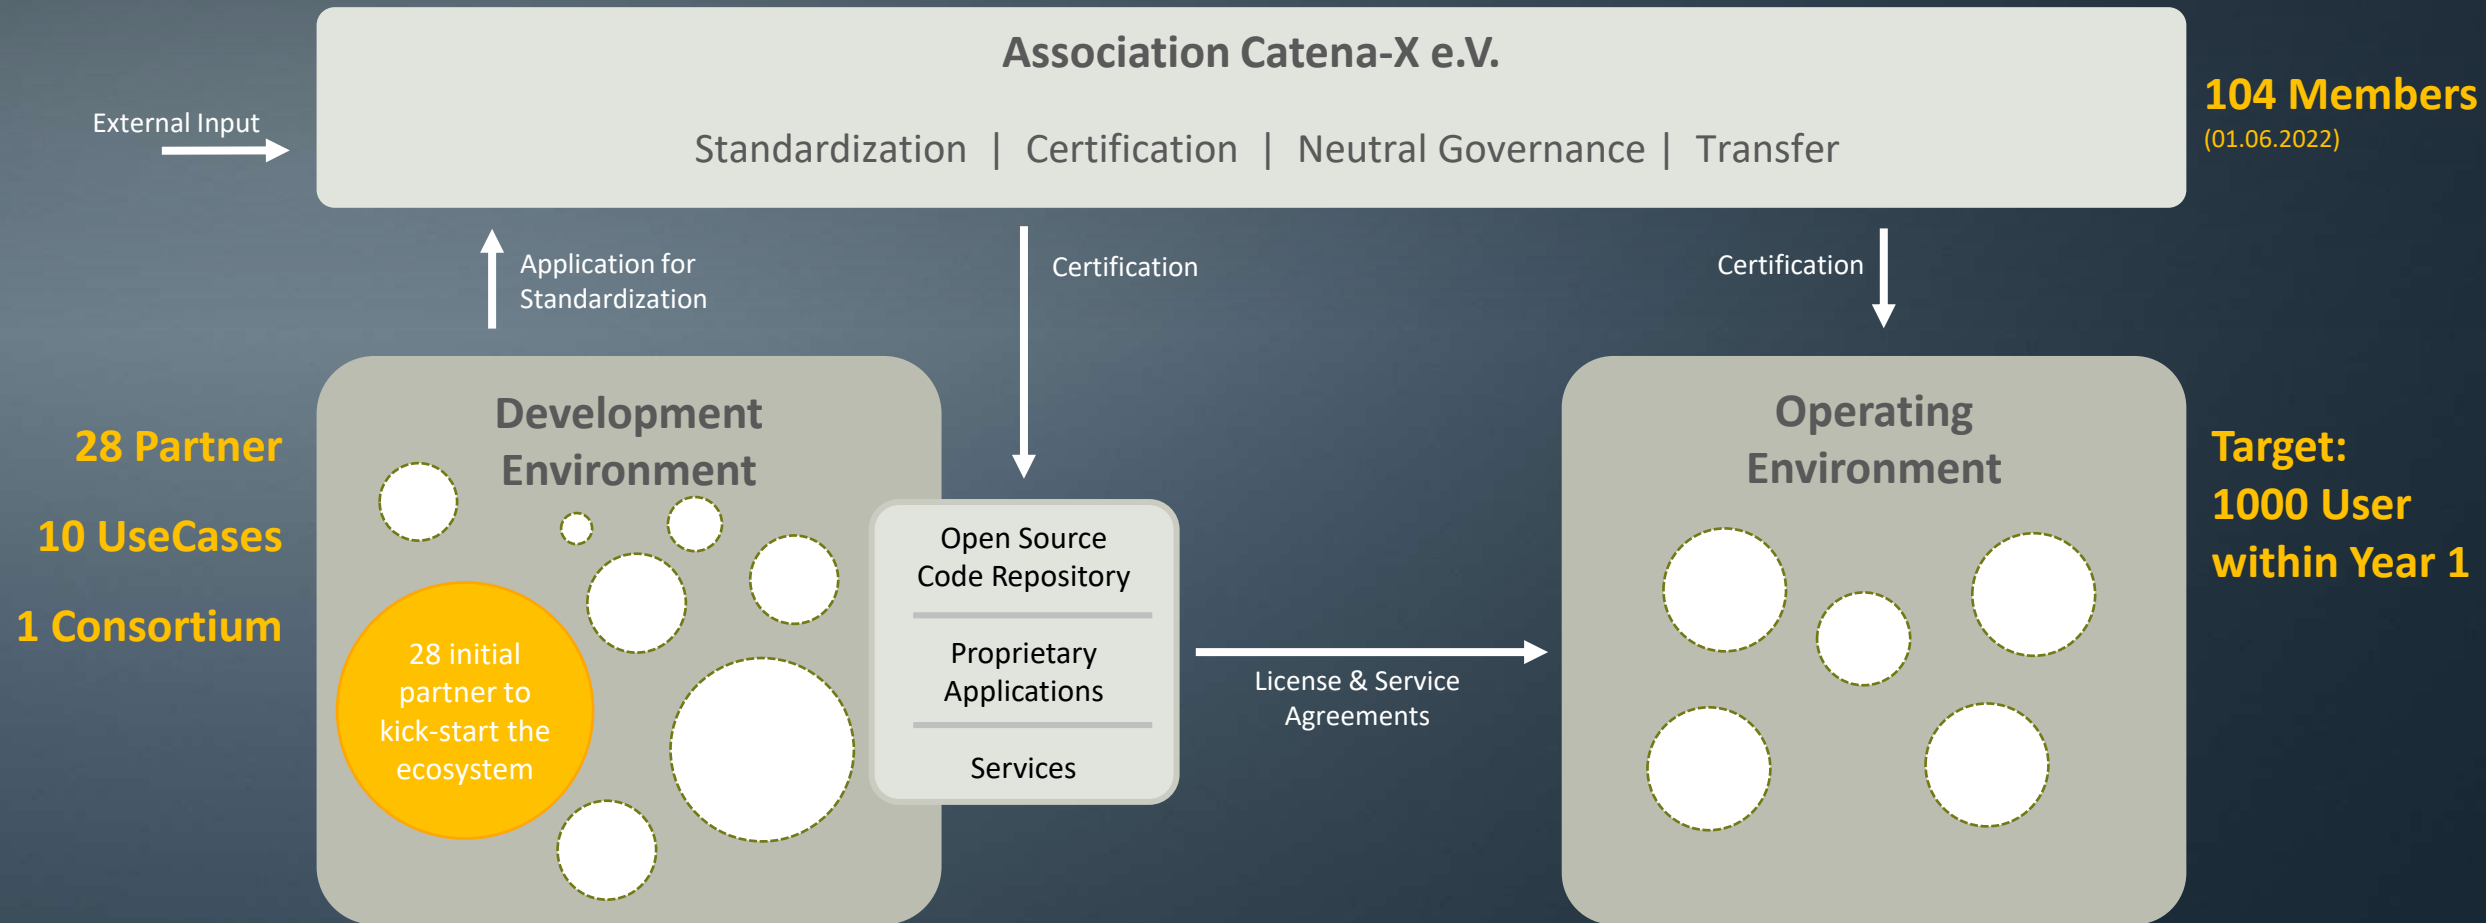 Association Catena-X e.V.
Standardization | Certification | Neutral Governance | Transfer
External Input
104 Members
(01.06.2022)
Application for
Standardization
Certification
Certification
28 Partner
10 UseCases
1 Consortium
Development
Environment
28 initial
partner to
kick-start the
ecosystem
Open Source
Code Repository
Proprietary
Applications
Services
License & Service
Agreements
Operating
Environment
Target:
1000 User
within Year 1